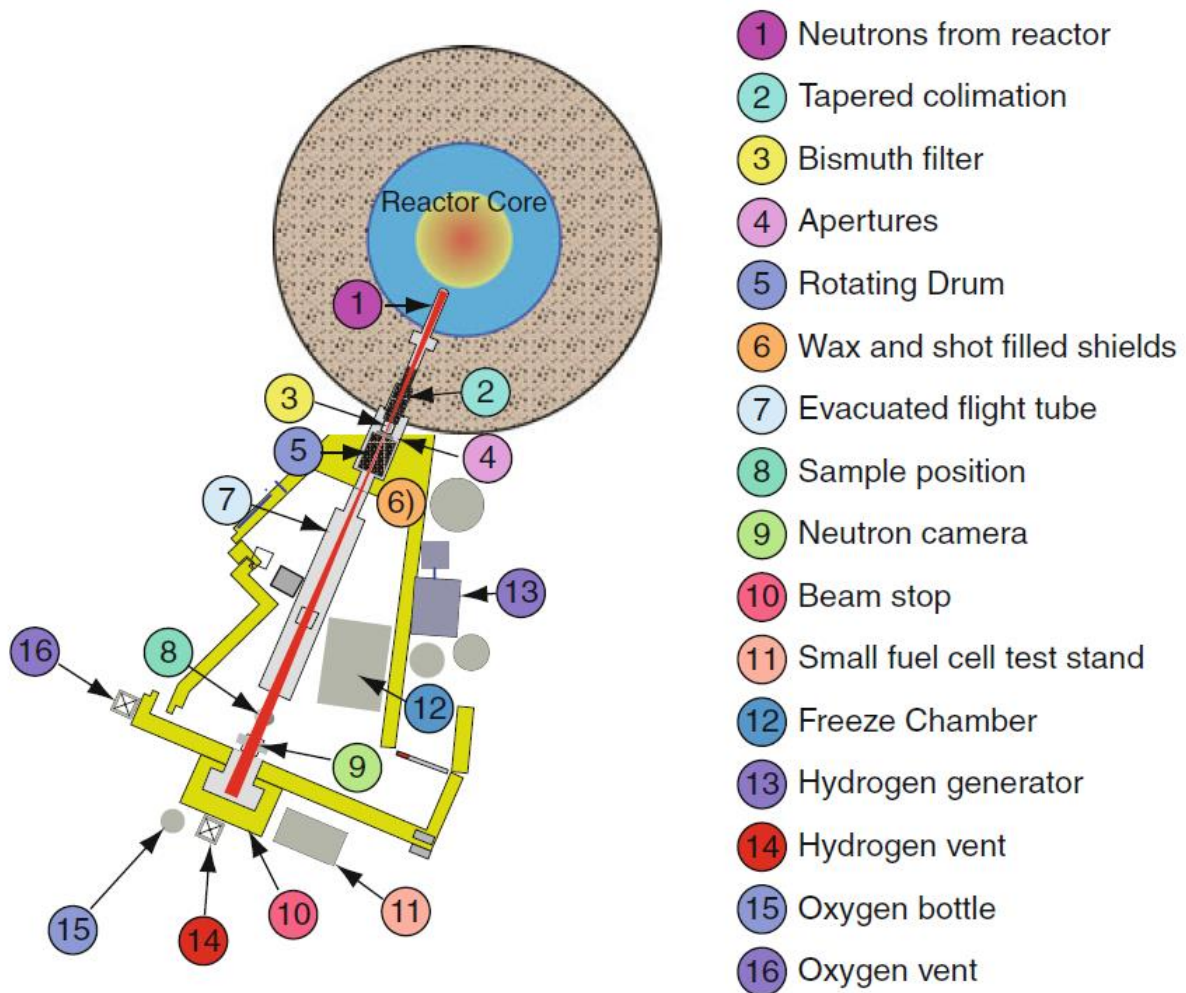 Reactor Core
1
2
3
4
5
6)
7
8
9
10
11
12
13
14
15
16
1 Neutrons from reactor
2 Tapered colimation
3 Bismuth filter
4 Apertures
5 Rotating Drum
6 Wax and shot filled shields
7 Evacuated flight tube
8 Sample position
9 Neutron camera
10 Beam stop
11 Small fuel cell test stand
12 Freeze Chamber
13 Hydrogen generator
14 Hydrogen vent
15 Oxygen bottle
16 Oxygen vent